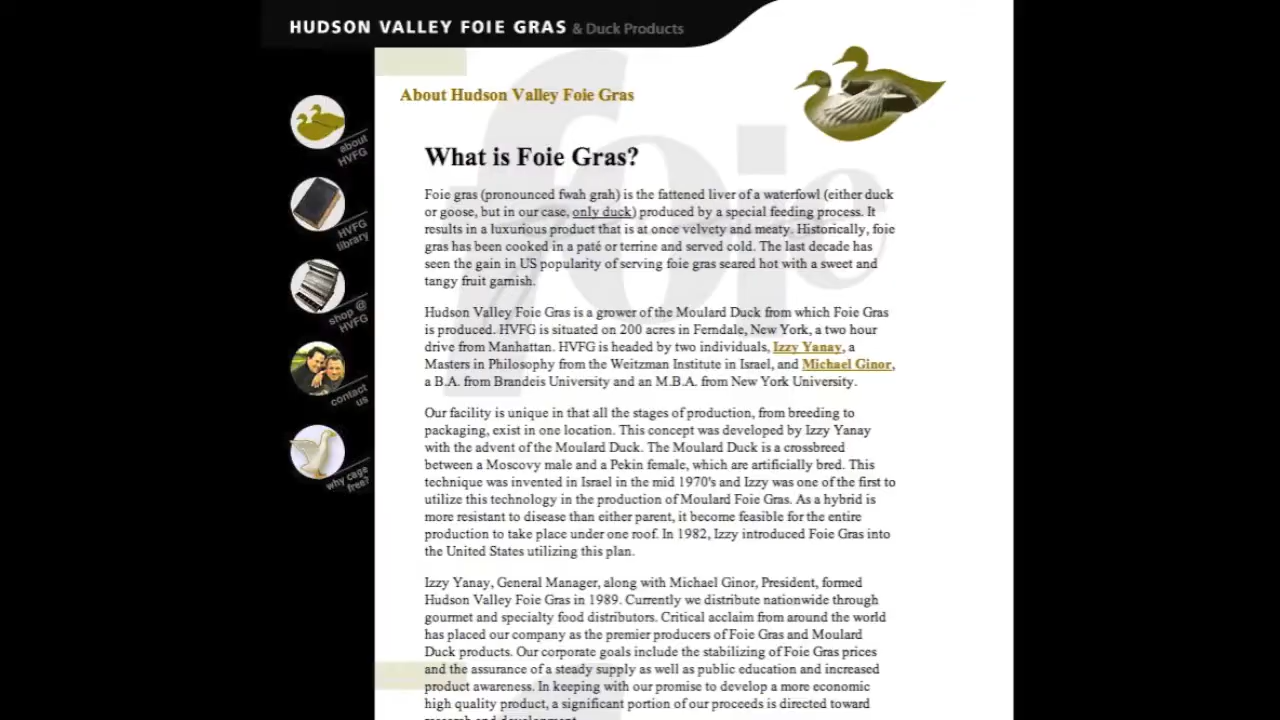 HUDSON VALLEY FOIE GRAS & Duck Products
About Hudson Valley Foie Gras
about
HVFG
HVFG
library
shop @
HVFG
contact
us
why cage
free?
foie
What is Foie Gras?
Foie gras (pronounced fwah grah) is the fattened liver of a waterfowl (either duck
or goose, but in our case, only duck) produced by a special feeding process. It
results in a luxurious product that is at once velvety and meaty. Historically, foie
gras has been cooked in a paté or terrine and served cold. The last decade has
seen the gain in US popularity of serving foie gras seared hot with a sweet and
tangy fruit garnish.
Hudson Valley Foie Gras is a grower of the Moulard Duck from which Foie Gras
is produced. HVFG is situated on 200 acres in Ferndale, New York, a two hour
drive from Manhattan. HVFG is headed by two individuals, Izzy Yanay, a
Masters in Philosophy from the Weitzman Institute in Israel, and Michael Ginor,
a B.A. from Brandeis University and an M.B.A. from New York University.
Our facility is unique in that all the stages of production, from breeding to
packaging, exist in one location. This concept was developed by Izzy Yanay
with the advent of the Moulard Duck. The Moulard Duck is a crossbreed
between a Moscovy male and a Pekin female, which are artificially bred. This
technique was invented in Israel in the mid 1970's and Izzy was one of the first to
utilize this technology in the production of Moulard Foie Gras. As a hybrid is
more resistant to disease than either parent, it become feasible for the entire
production to take place under one roof. In 1982, Izzy introduced Foie Gras into
the United States utilizing this plan.
Izzy Yanay, General Manager, along with Michael Ginor, President, formed
Hudson Valley Foie Gras in 1989. Currently we distribute nationwide through
gourmet and specialty food distributors. Critical acclaim from around the world
has placed our company as the premier producers of Foie Gras and Moulard
Duck products. Our corporate goals include the stabilizing of Foie Gras prices
and the assurance of a steady supply as well as public education and increased
product awareness. In keeping with our promise to develop a more economic
high quality product, a significant portion of our proceeds is directed toward
research and development.